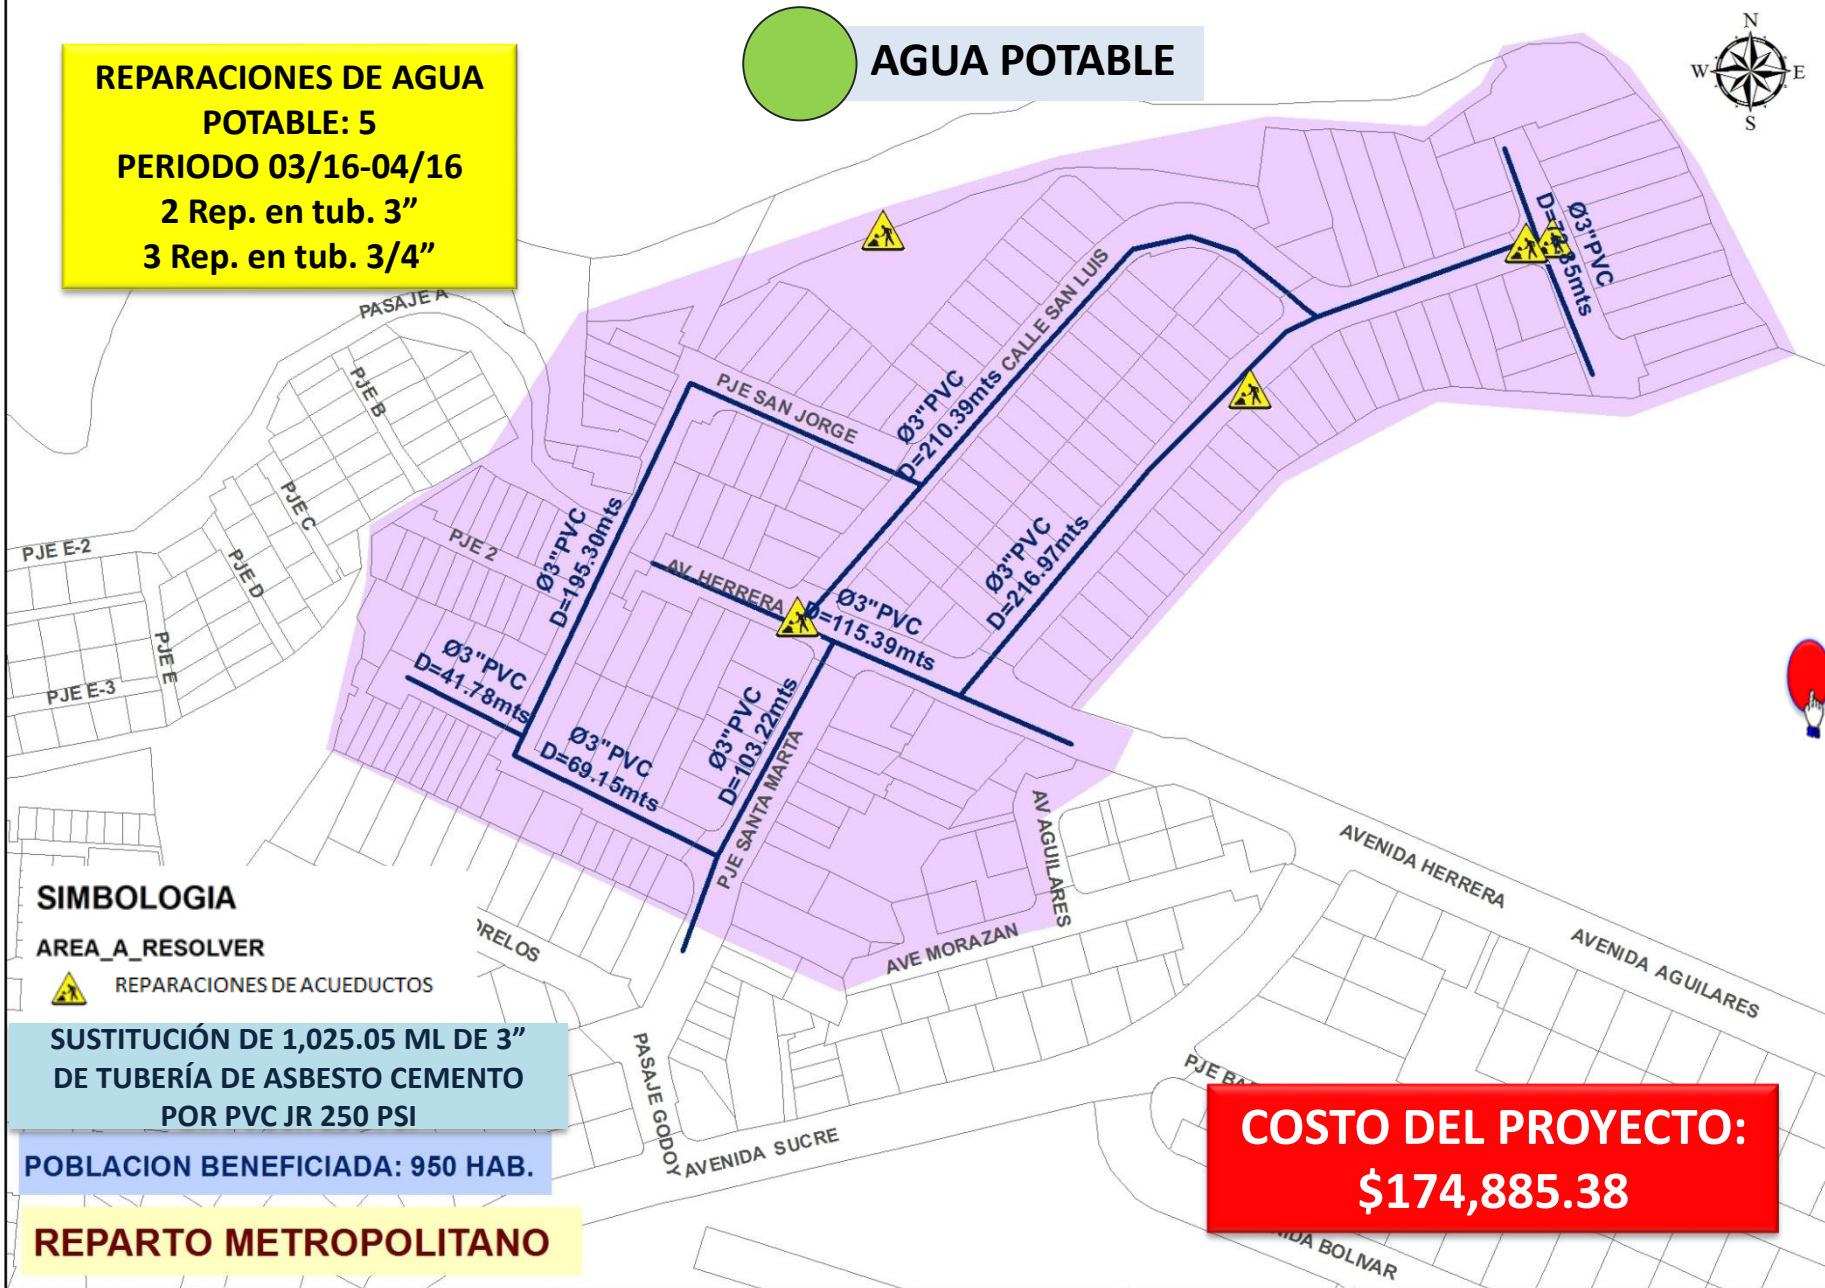 AGUA POTABLE
N
W
E
S
REPARACIONES DE AGUA
POTABLE: 5
PERIODO 03/16-04/16
2 Rep. en tub. 3”
3 Rep. en tub. 3/4”
PASAJE A
PJE B
PJE C
PJE D
PJE E
PJE E-2
PJE E-3
PJE 2
PJE SAN JORGE
CALLE SAN LUIS
AV. HERRERA
PJE SANTA MARTA
AV AGUILARES
AVE MORAZAN
AVENIDA HERRERA
AVENIDA AGUILARES
PASAJE GODOY
AVENIDA SUCRE
Ø3"PVC
Ø3"PVC
D=210.39mts
Ø3"PVC
D=195.30mts
Ø3"PVC
D=216.97mts
Ø3"PVC
D=115.39mts
Ø3"PVC
D=41.78mts
Ø3"PVC
D=69.15mts
Ø3"PVC
D=103.22mts
SIMBOLOGIA
AREA_A_RESOLVER
REPARACIONES DE ACUEDUCTOS
SUSTITUCIÓN DE 1,025.05 ML DE 3”
DE TUBERÍA DE ASBESTO CEMENTO
POR PVC JR 250 PSI
POBLACION BENEFICIADA: 950 HAB.
REPARTO METROPOLITANO
PJE
COSTO DEL PROYECTO:
$174,885.38
BOLIVAR